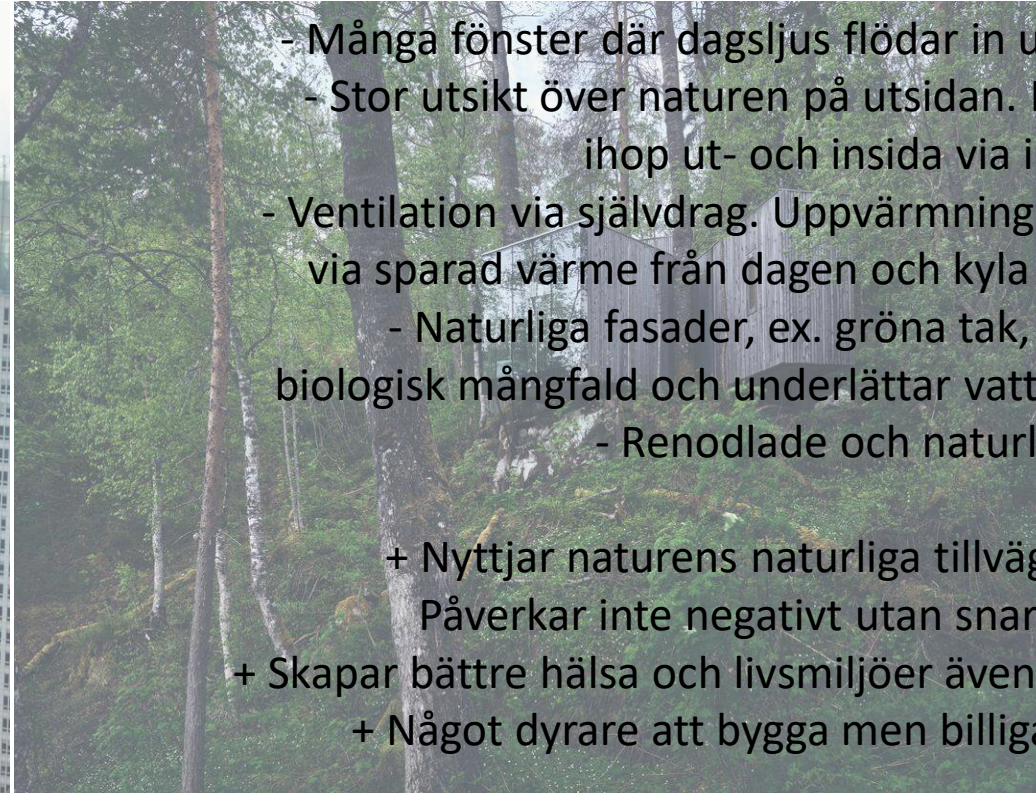 - Många fönster där dagsljus flödar in u
- Stor utsikt över naturen på utsidan.
ihop ut- och insida via i
- Ventilation via självdrag. Uppvärmning
via sparad värme från dagen och kyla
- Naturliga fasader, ex. gröna tak,
biologisk mångfald och underlättar vatt
- Renodlade och naturl
+ Nyttjar naturens naturliga tillväg
Påverkar inte negativt utan snar
+ Skapar bättre hälsa och livsmiljöer även
+ Något dyrare att bygga men billiga